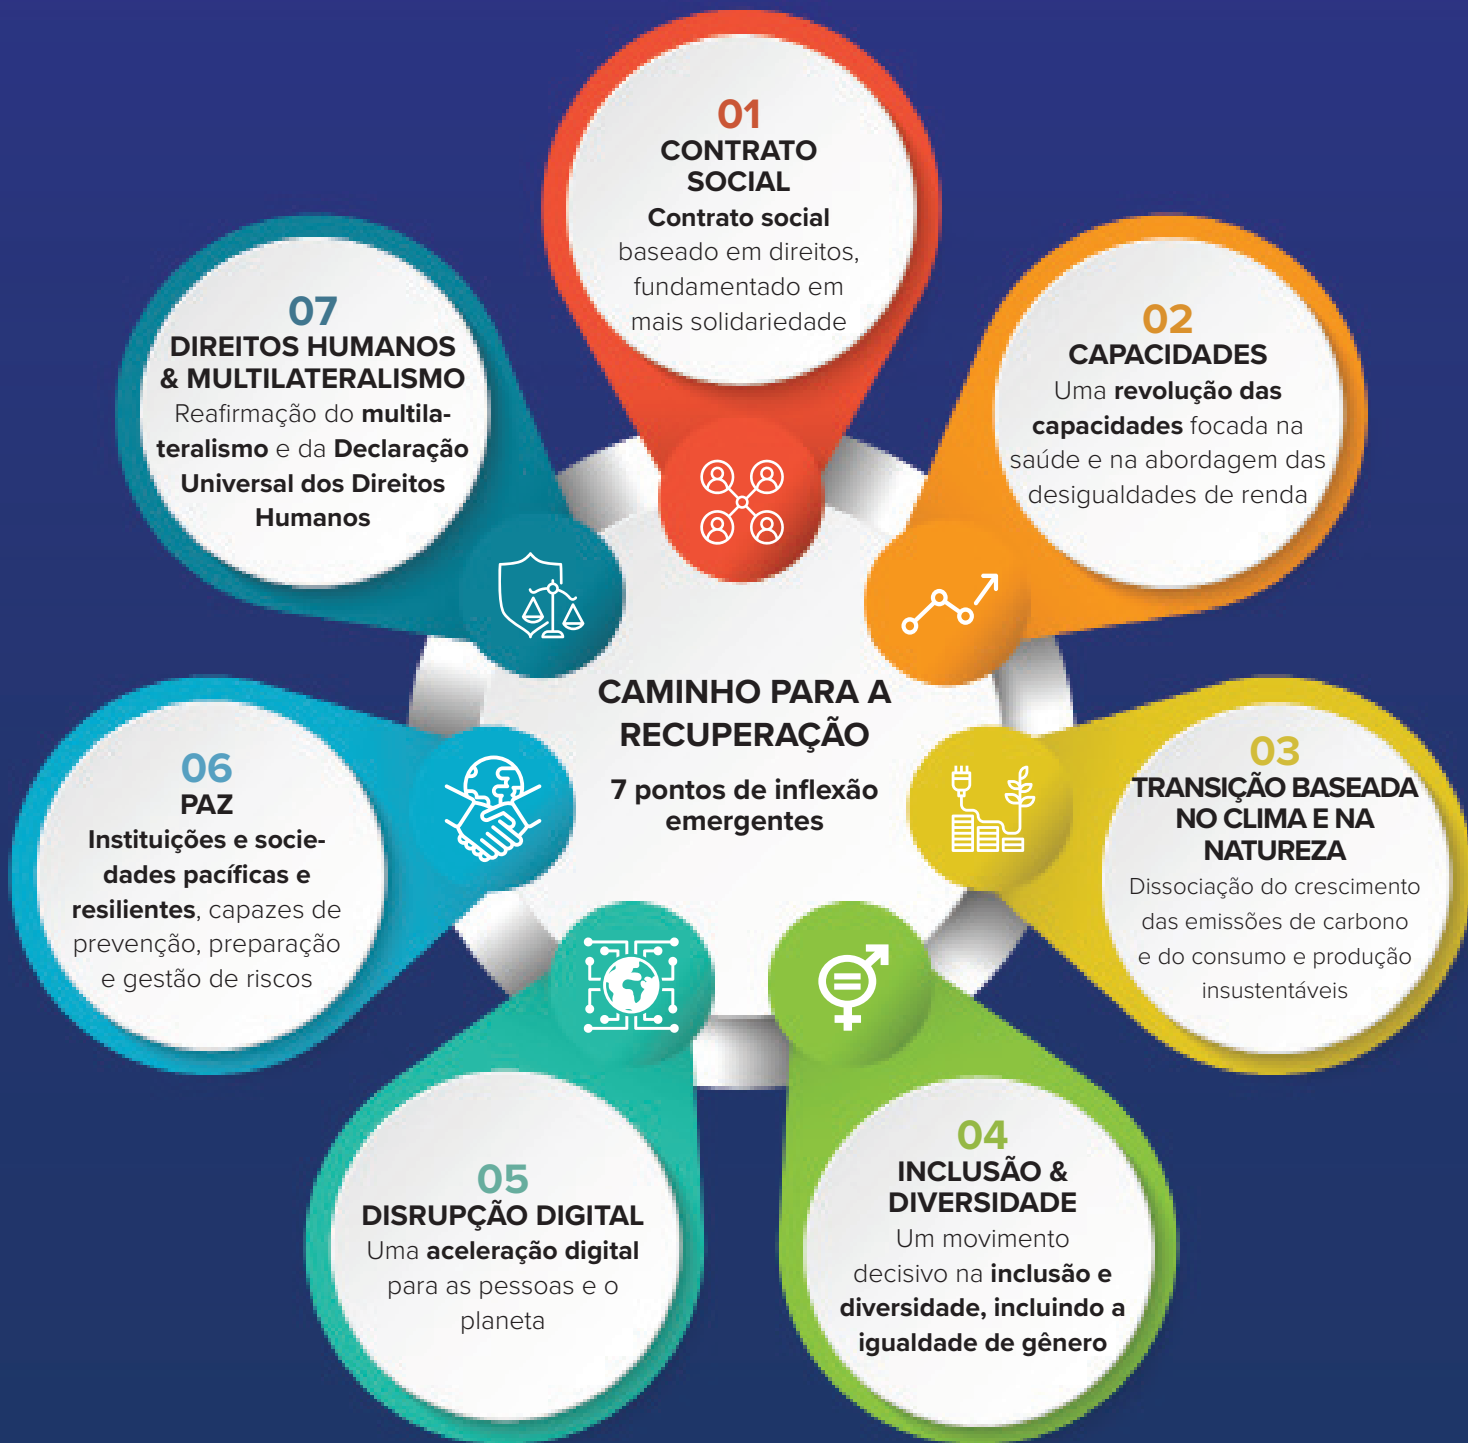 01
CONTRATO
SOCIAL
Contrato social
baseado em direitos,
fundamentado em
mais solidariedade
02
CAPACIDADES
Uma revolução das
capacidades focada na
saúde e na abordagem das
desigualdades de renda
03
TRANSIÇÃO BASEADA
NO CLIMA E NA
NATUREZA
Dissociação do crescimento
das emissões de carbono
e do consumo e produção
insustentáveis
04
INCLUSÃO &
DIVERSIDADE
Um movimento
decisivo na inclusão e
diversidade, incluindo a
igualdade de gênero
05
DISRUPÇÃO DIGITAL
Uma aceleração digital
para as pessoas e o
planeta
06
PAZ
Instituições e socie-
dades pacíficas e
resilientes, capazes de
prevenção, preparação
e gestão de riscos
07
DIREITOS HUMANOS
& MULTILATERALISMO
Reafirmação do multila-
teralismo e da Declaração
Universal dos Direitos
Humanos
CAMINHO PARA A
RECUPERAÇÃO
7 pontos de inflexão
emergentes